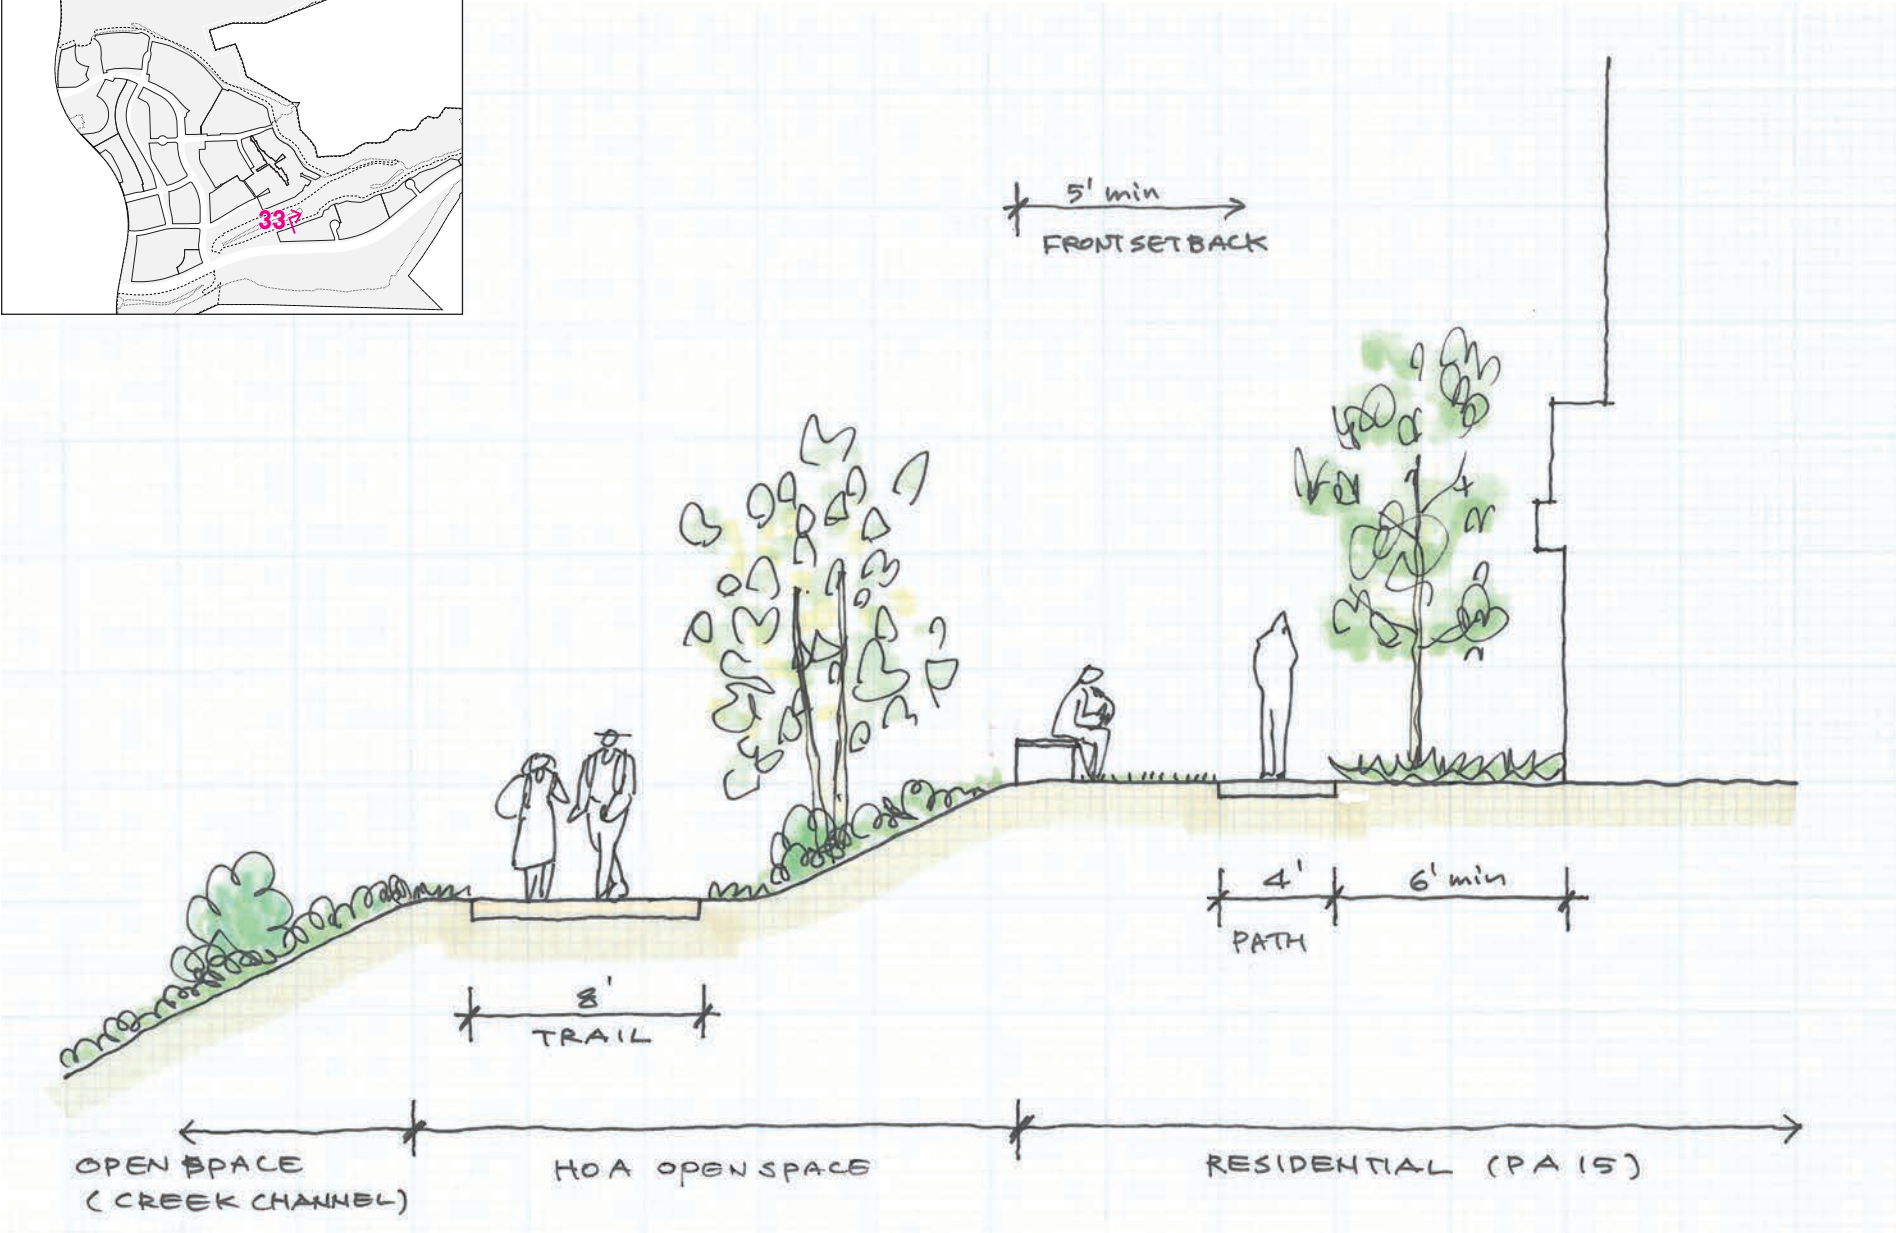 33
5' min
FRONT SETBACK
4'
6' min
PATH
8'
TRAIL
OPEN SPACE
(CREEK CHANNEL)
HOA OPEN SPACE
RESIDENTIAL (PA 15)